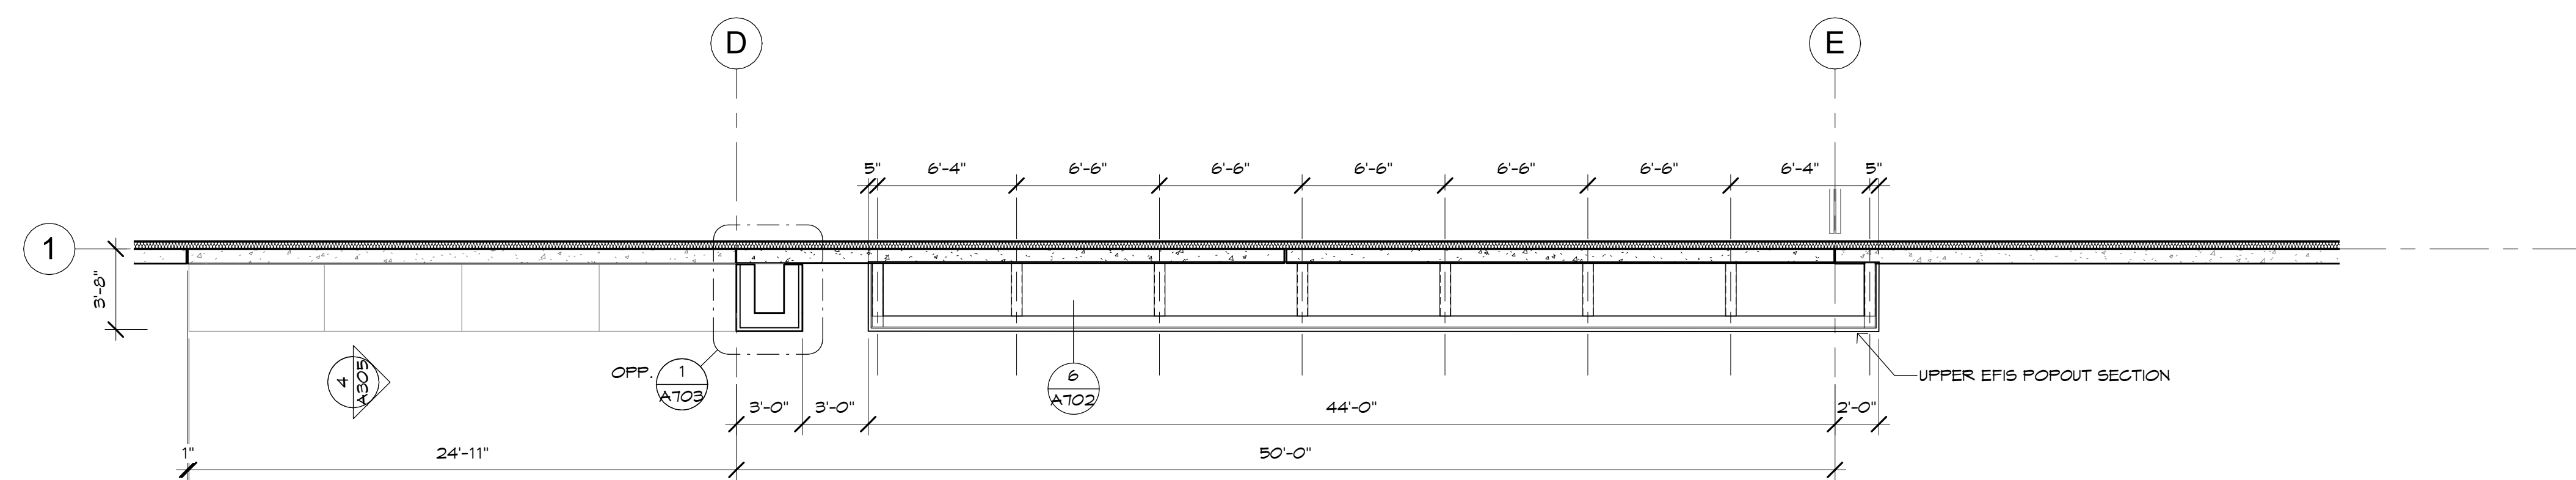 D
E
5" 6'-4" 6'-6" 6'-6" 6'-6" 6'-6" 6'-6" 6'-4" 5"
1
3'-8"
4
A305
OPP.
1
A703
6
A702
UPPER EFIS POPOUT SECTION
3'-0" 3'-0" 44'-0" 2'-0"
1" 24'-11" 50'-0"